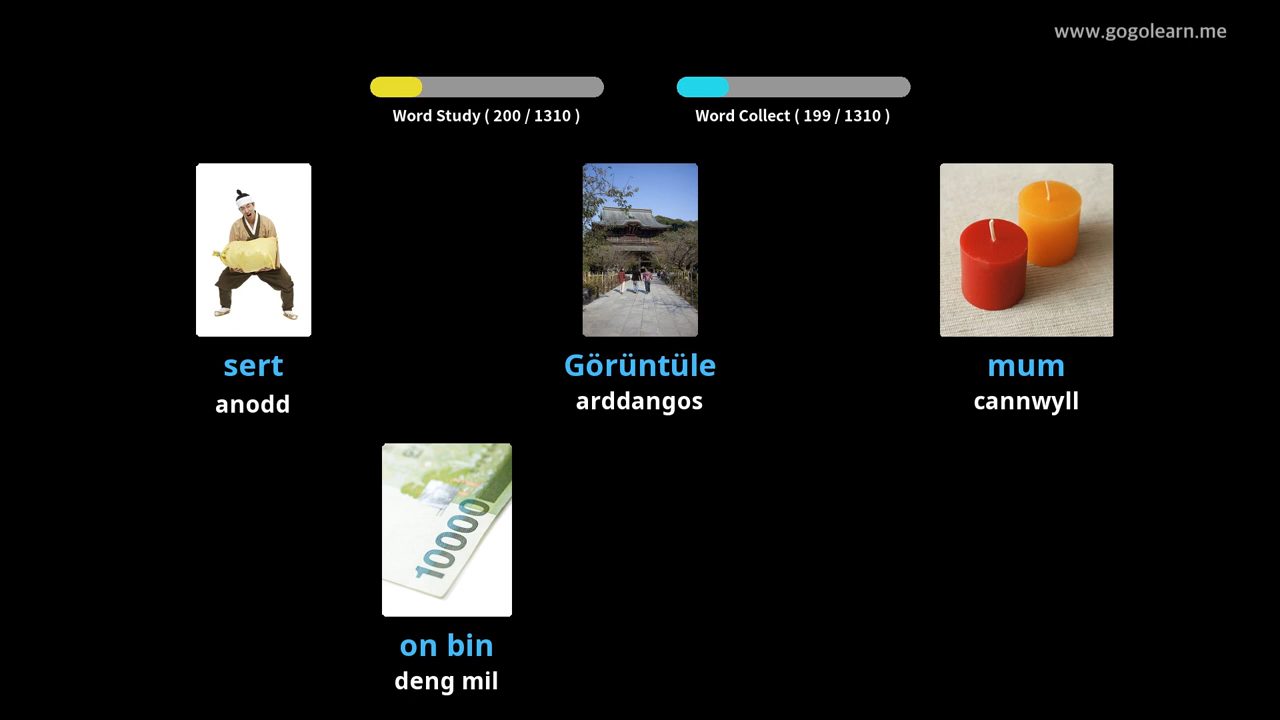 www.gogolearn.me
Word Study ( 200 / 1310 )
Word Collect ( 199 / 1310 )
sert
anodd
Görüntüle
arddangos
mum
cannwyll
10000
on bin
deng mil